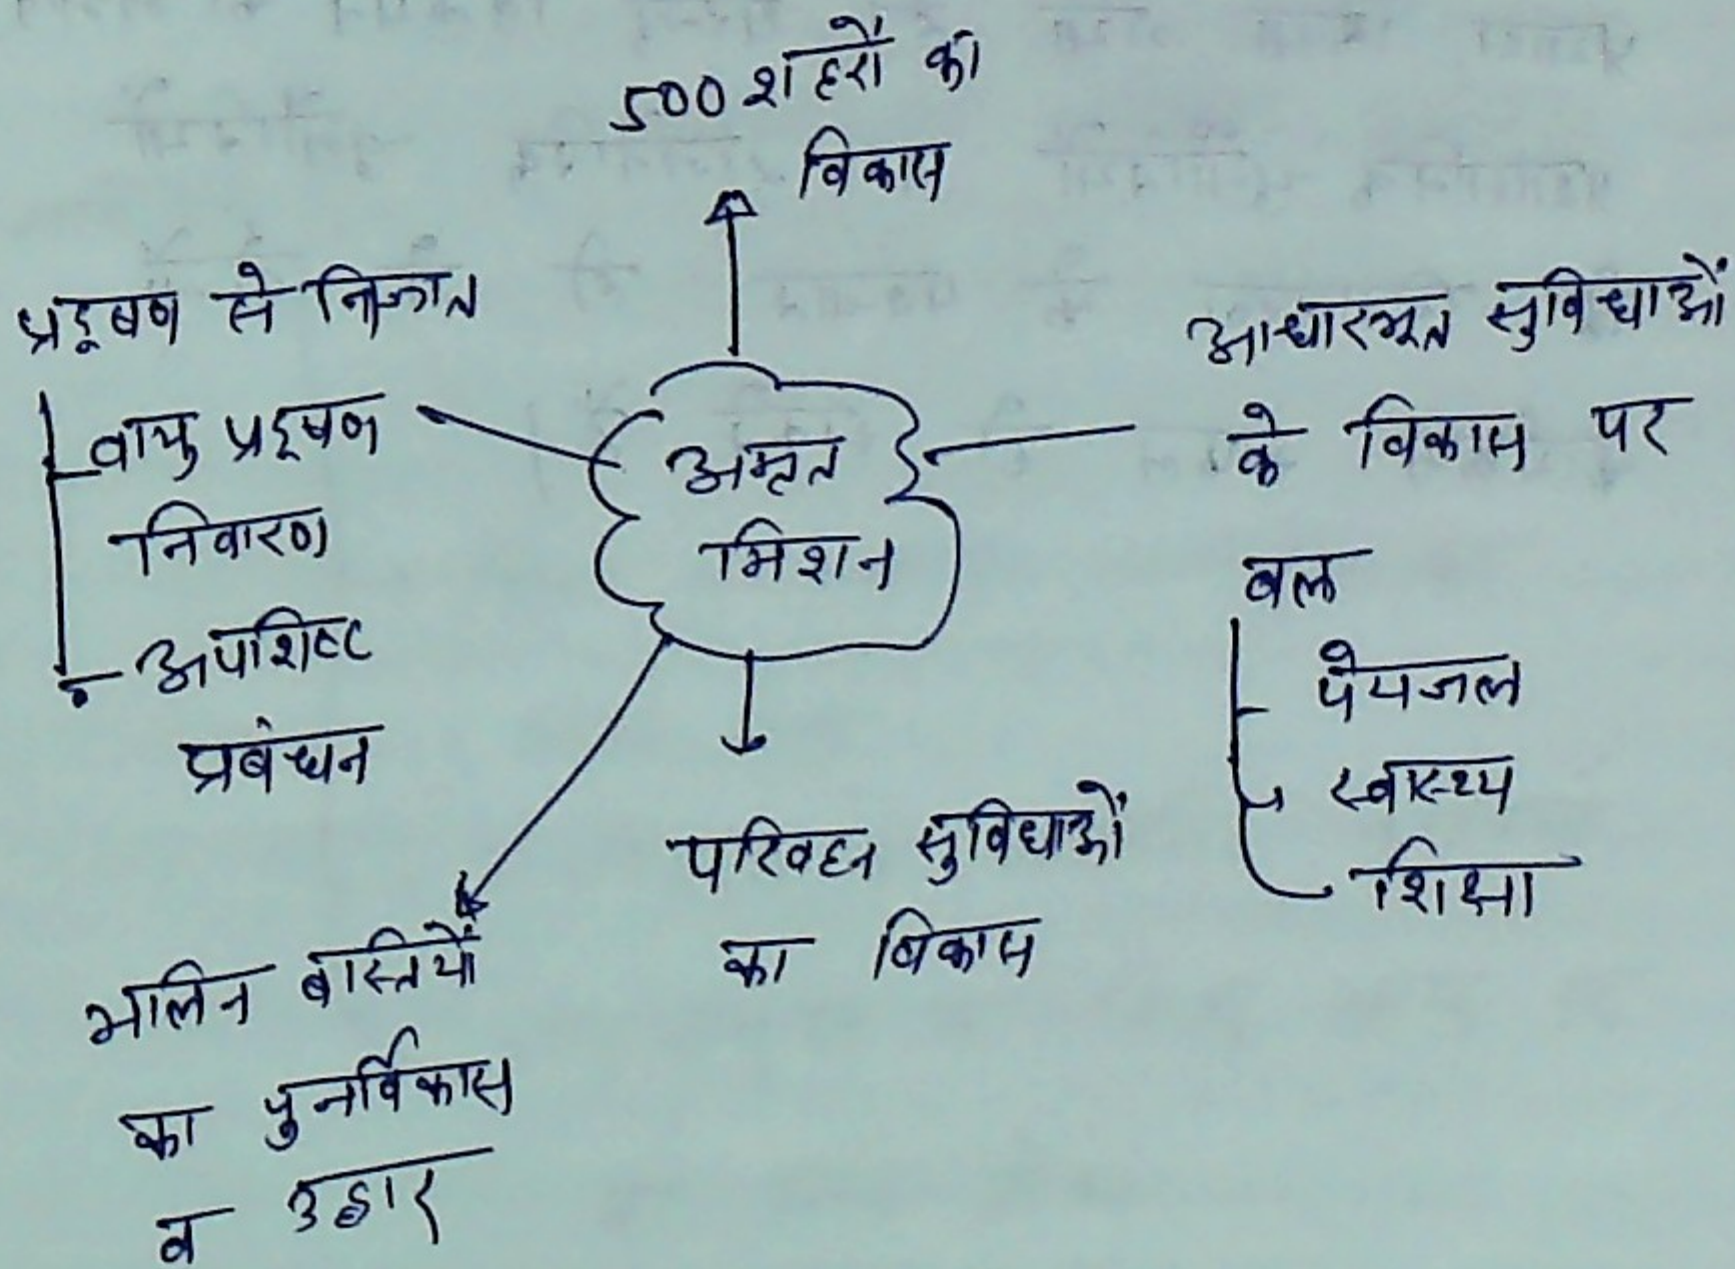 500 शहरों का
विकास
प्रदूषण से निजात
वायु प्रदूषण
निवारण
अपशिष्ट
प्रबंधन
अमृत
मिशन
आधारभूत सुविधाओं
के विकास पर
बल
पेयजल
स्वास्थ्य
शिक्षा
परिवहन सुविधाओं
का विकास
मलिन बस्तियों
का पुनर्विकास
व उद्धार